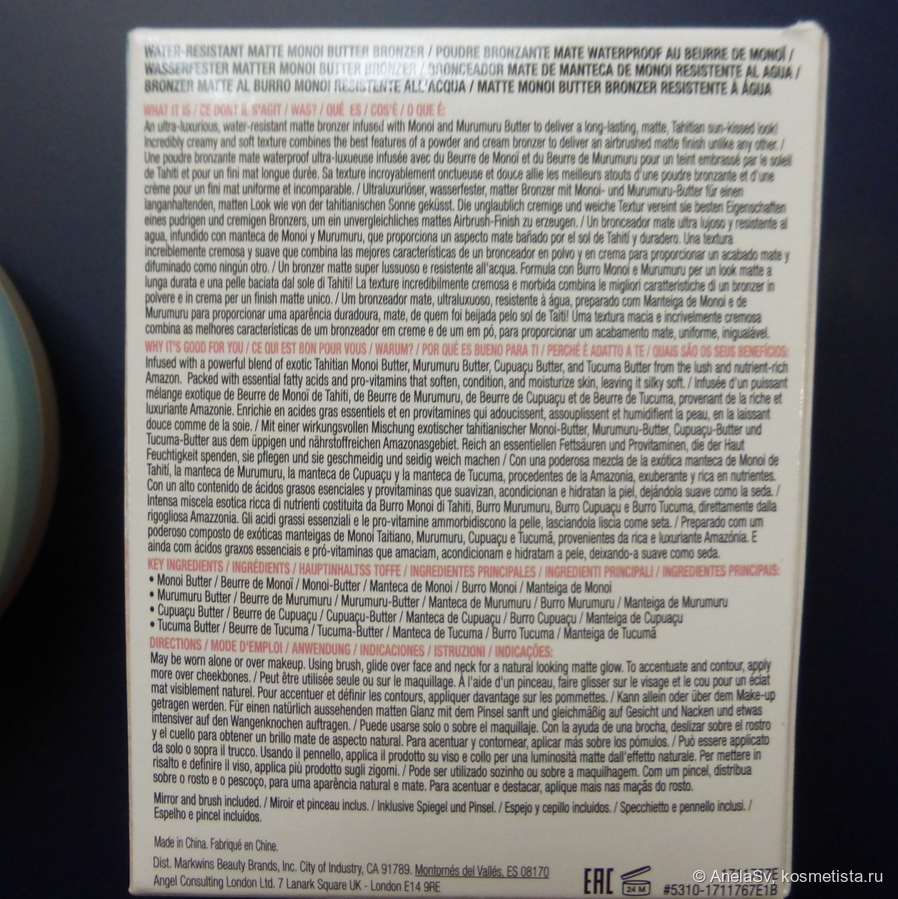 WATER-RESISTANT MATTE MONOI BUTTER BRONZER / POUDRE BRONZANTE MATE WATERPROOF AU BEURRE DE MONOÏ /
WASSERFESTER MATTER MONOI BUTTER BRONZER / BRONCEADOR MATE DE MANTECA DE MONOI RESISTENTE AL AGUA /
BRONZER MATTE AL BURRO MONOI RESISTENTE ALL'ACQUA / MATTE MONOI BUTTER BRONZER RESISTENTE À ÁGUA
WHAT IT IS / CE DONT IL S'AGIT / WAS? / QUÉ ES / COS'È / O QUE É:
An ultra-luxurious, water-resistant matte bronzer infused with Monoi and Murumuru Butter to deliver a long-lasting, matte, Tahitian sun-kissed look!
Incredibly creamy and soft texture combines the best features of a powder and cream bronzer to deliver an airbrushed matte finish unlike any other. /
Une poudre bronzante mate waterproof ultra-luxueuse infusée avec du Beurre de Monoï et du Beurre de Murumuru pour un teint embrassé par le soleil
de Tahiti et pour un fini mat longue durée. Sa texture incroyablement onctueuse et douce allie les meilleurs atouts d'une poudre bronzante et d'une
crème pour un fini mat uniforme et incomparable. / Ultraluxuriöser, wasserfester, matter Bronzer mit Monoi- und Murumuru-Butter für einen
langanhaltenden, matten Look wie von der tahitianischen Sonne geküsst. Die unglaublich cremige und weiche Textur vereint sie besten Eigenschaften
eines pudrigen und cremigen Bronzers, um ein unvergleichliches mattes Airbrush-Finish zu erzeugen. / Un bronceador mate ultra lujoso y resistente al
agua, infundido con manteca de Monoi y Murumuru, que proporciona un aspecto mate bañado por el sol de Tahití y duradero. Una textura
increíblemente cremosa y suave que combina las mejores características de un bronceador en polvo y en crema para proporcionar un acabado mate y
difuminado como ningún otro. / Un bronzer matte super lussuoso e resistente all'acqua. Formula con Burro Monoi e Murumuru per un look matte a
lunga durata e una pelle baciata dal sole di Tahiti! La texture incredibilmente cremosa e morbida combina le migliori caratteristiche di un bronzer in
polvere e in crema per un finish matte unico. / Um bronzeador mate, ultraluxuoso, resistente à água, preparado com Manteiga de Monoi e de
Murumuru para proporcionar uma aparência duradoura, mate, de quem foi beijada pelo sol de Taiti! Uma textura macia e incrivelmente cremosa
combina as melhores características de um bronzeador em creme e de um em pó, para proporcionar um acabamento mate, uniforme, inigualável.
WHY IT'S GOOD FOR YOU / CE QUI EST BON POUR VOUS / WARUM? / POR QUÉ ES BUENO PARA TI / PERCHÉ È ADATTO A TE / QUAIS SÃO OS SEUS BENEFÍCIOS:
Infused with a powerful blend of exotic Tahitian Monoi Butter, Murumuru Butter, Cupuaçu Butter, and Tucuma Butter from the lush and nutrient-rich
Amazon. Packed with essential fatty acids and pro-vitamins that soften, condition, and moisturize skin, leaving it silky soft. / Infusée d'un puissant
mélange exotique de Beurre de Monoï de Tahiti, de Beurre de Murumuru, de Beurre de Cupuaçu et de Beurre de Tucuma, provenant de la riche et
luxuriante Amazonie. Enrichie en acides gras essentiels et en provitamines qui adoucissent, assouplissent et humidifient la peau, en la laissant
douce comme de la soie. / Mit einer wirkungsvollen Mischung exotischer tahitianischer Monoi-Butter, Murumuru-Butter, Cupuaçu-Butter und
Tucuma-Butter aus dem üppigen und nährstoffreichen Amazonasgebiet. Reich an essentiellen Fettsäuren und Provitaminen, die der Haut
Feuchtigkeit spenden, sie pflegen und sie geschmeidig und seidig weich machen / Con una poderosa mezcla de la exótica manteca de Monoi de
Tahití, la manteca de Murumuru, la manteca de Cupuaçu y la manteca de Tucuma, procedentes de la Amazonia, exuberante y rica en nutrientes.
Con un alto contenido de ácidos grasos esenciales y provitaminas que suavizan, acondicionan e hidratan la piel, dejándola suave como la seda. /
Intensa miscela esotica ricca di nutrienti costituita da Burro Monoi di Tahiti, Burro Murumuru, Burro Cupuaçu e Burro Tucuma, direttamente dalla
rigogliosa Amazzonia. Gli acidi grassi essenziali e le pro-vitamine ammorbidiscono la pelle, lasciandola liscia come seta. / Preparado com um
poderoso composto de exóticas manteigas de Monoi Taitiano, Murumuru, Cupuaçu e Tucumã, provenientes da rica e luxuriante Amazónia. E
ainda com ácidos graxos essenciais e pró-vitaminas que amaciam, acondicionam e hidratam a pele, deixando-a suave como seda.
KEY INGREDIENTS / INGRÉDIENTS / HAUPTINHALTSS TOFFE / INGREDIENTES PRINCIPALES / INGREDIENTI PRINCIPALI / INGREDIENTES PRINCIPAIS:
• Monoi Butter / Beurre de Monoï / Monoi-Butter / Manteca de Monoi / Burro Monoi / Manteiga de Monoi
• Murumuru Butter / Beurre de Murumuru / Murumuru-Butter / Manteca de Murumuru / Burro Murumuru / Manteiga de Murumuru
• Cupuaçu Butter / Beurre de Cupuaçu / Cupuaçu-Butter / Manteca de Cupuaçu / Burro Cupuaçu / Manteiga de Cupuaçu
• Tucuma Butter / Beurre de Tucuma / Tucuma-Butter / Manteca de Tucuma / Burro Tucuma / Manteiga de Tucumã
DIRECTIONS / MODE D'EMPLOI / ANWENDUNG / INDICACIONES / ISTRUZIONI / INDICAÇÕES:
May be worn alone or over makeup. Using brush, glide over face and neck for a natural looking matte glow. To accentuate and contour, apply
more over cheekbones. / Peut être utilisée seule ou sur le maquillage. À l'aide d'un pinceau, faire glisser sur le visage et le cou pour un éclat
mat visiblement naturel. Pour accentuer et définir les contours, appliquer davantage sur les pommettes. / Kann allein oder über dem Make-up
getragen werden. Für einen natürlich aussehenden matten Glanz mit dem Pinsel sanft und gleichmäßig auf Gesicht und Nacken und etwas
intensiver auf den Wangenknochen auftragen. / Puede usarse solo o sobre el maquillaje. Con la ayuda de una brocha, deslizar sobre el rostro
y el cuello para obtener un brillo mate de aspecto natural. Para acentuar y contornear, aplicar más sobre los pómulos. / Può essere applicato
da solo o sopra il trucco. Usando il pennello, applica il prodotto su viso e collo per una luminosità matte dall'effetto naturale. Per mettere in
risalto e definire il viso, applica più prodotto sugli zigomi. / Pode ser utilizado sozinho ou sobre a maquilhagem. Com um pincel, distribua
sobre o rosto e o pescoço, para uma aparência natural e mate. Para acentuar e destacar, aplique mais nas maçãs do rosto.
Mirror and brush included. / Miroir et pinceau inclus. / Inklusive Spiegel und Pinsel. / Espejo y cepillo incluidos. / Specchietto e pennello inclusi. /
Espelho e pincel incluídos.
Made in China. Fabriqué en Chine.
Dist. Markwins Beauty Brands, Inc. City of Industry, CA 91789. Montornés del Vallés, ES 08170
Angel Consulting London Ltd. 7 Lanark Square UK - London E14 9RE
EAC 24 M
#5310-1711767E1B
© AnelaSv, kosmetista.ru